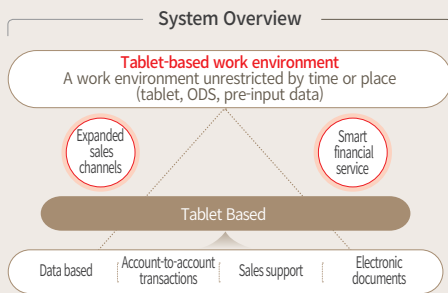 System Overview
Tablet-based work environment
A work environment unrestricted by time or place
(tablet, ODS, pre-input data)
Expanded
sales
channels
Smart
financial
service
Tablet Based
Data based
Account-to-account
transactions
Sales support
Electronic
documents